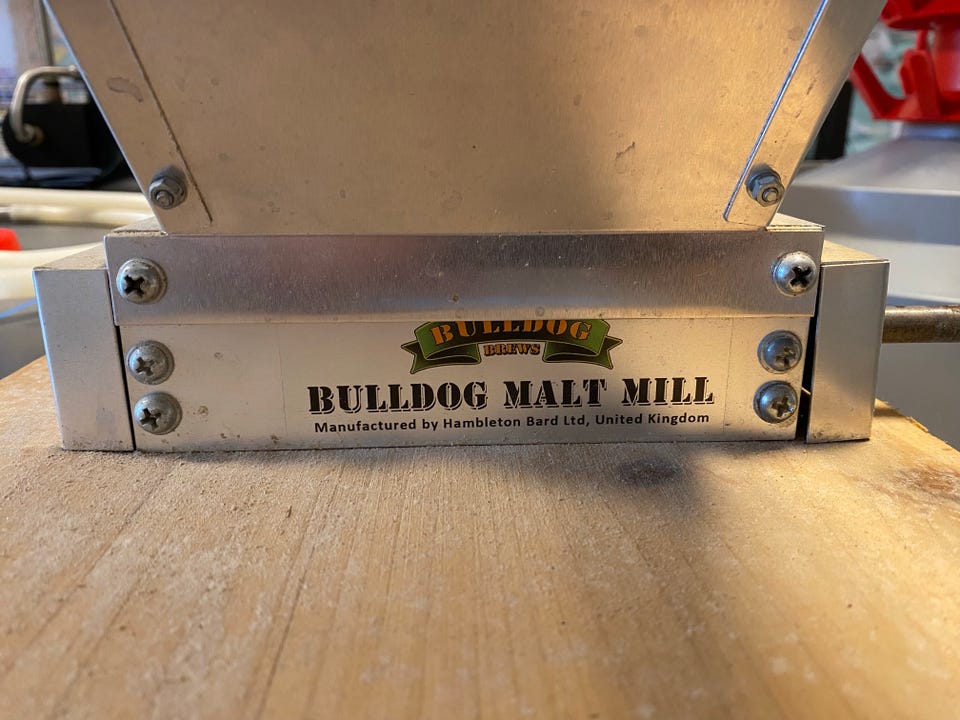 BULLDOG
BREWS
BULLDOG MALT MILL
Manufactured by Hambleton Bard Ltd, United Kingdom